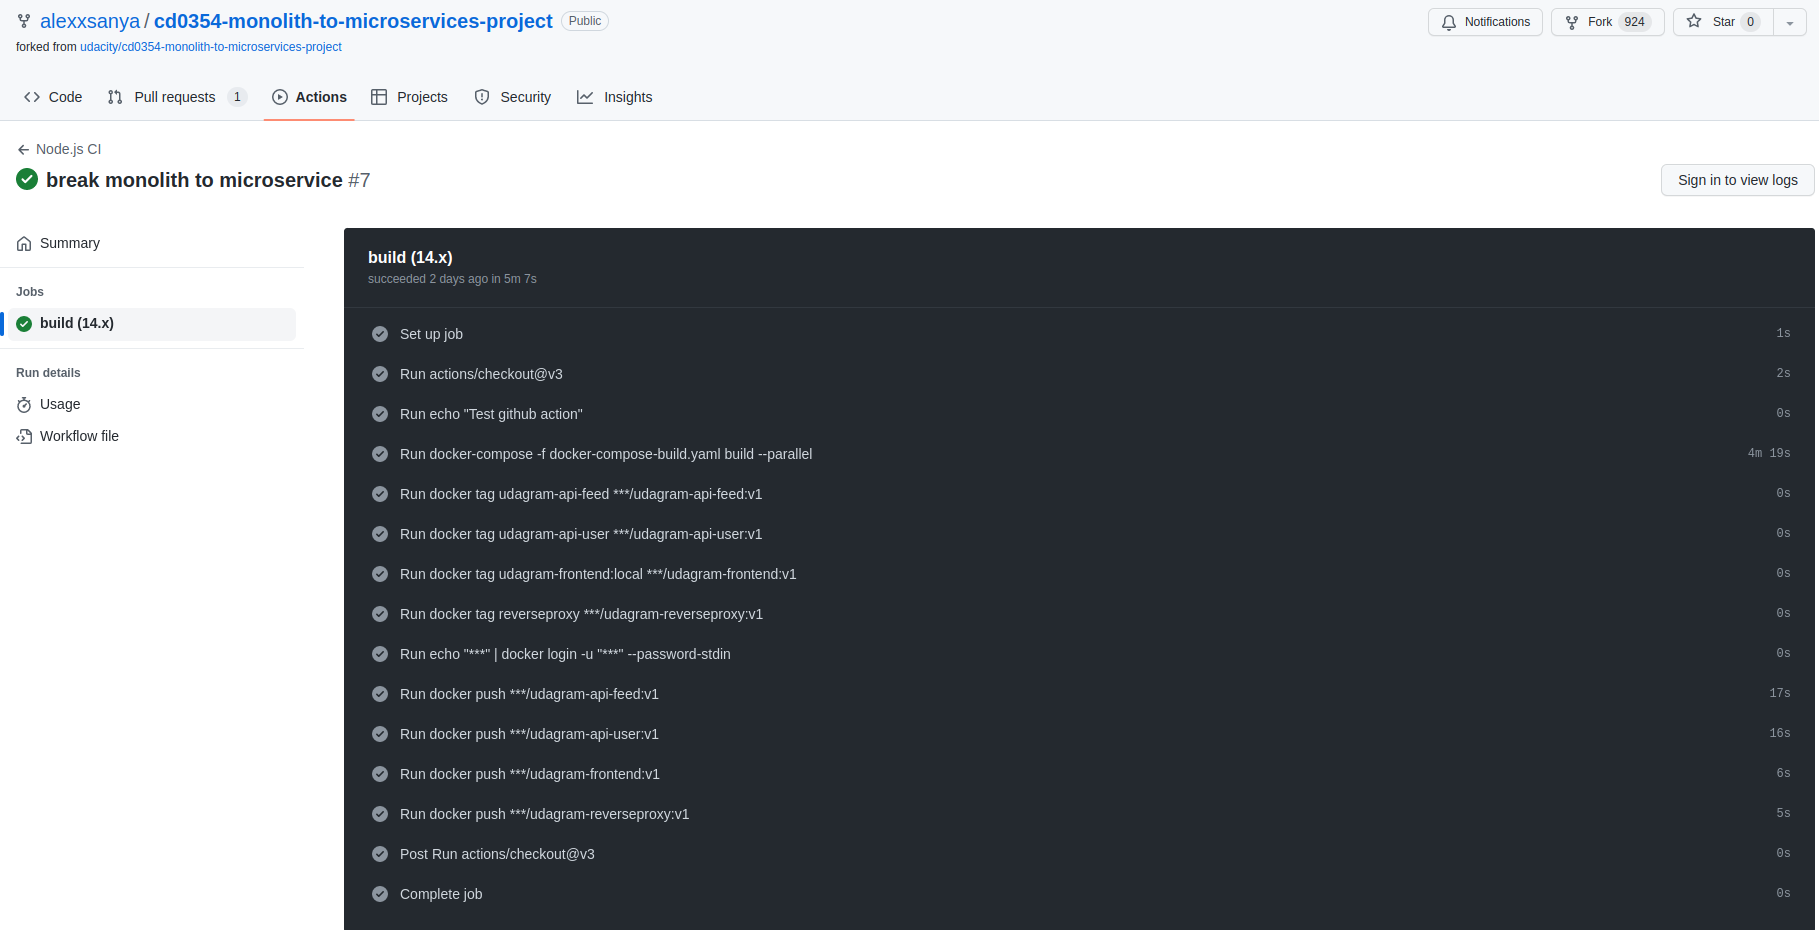 alexxsanya / cd0354-monolith-to-microservices-project Public
Notifications Fork 924 Star 0
forked from udacity/cd0354-monolith-to-microservices-project
Code Pull requests 1 Actions Projects Security Insights
Node.js CI
break monolith to microservice #7
Sign in to view logs
Summary
Jobs
build (14.x)
Run details
Usage
Workflow file
build (14.x)
succeeded 2 days ago in 5m 7s
Set up job 1s
Run actions/checkout@v3 2s
Run echo "Test github action" 0s
Run docker-compose -f docker-compose-build.yaml build --parallel 4m 19s
Run docker tag udagram-api-feed ***/udagram-api-feed:v1 0s
Run docker tag udagram-api-user ***/udagram-api-user:v1 0s
Run docker tag udagram-frontend:local ***/udagram-frontend:v1 0s
Run docker tag reverseproxy ***/udagram-reverseproxy:v1 0s
Run echo "***" | docker login -u "***" --password-stdin 0s
Run docker push ***/udagram-api-feed:v1 17s
Run docker push ***/udagram-api-user:v1 16s
Run docker push ***/udagram-frontend:v1 6s
Run docker push ***/udagram-reverseproxy:v1 5s
Post Run actions/checkout@v3 0s
Complete job 0s